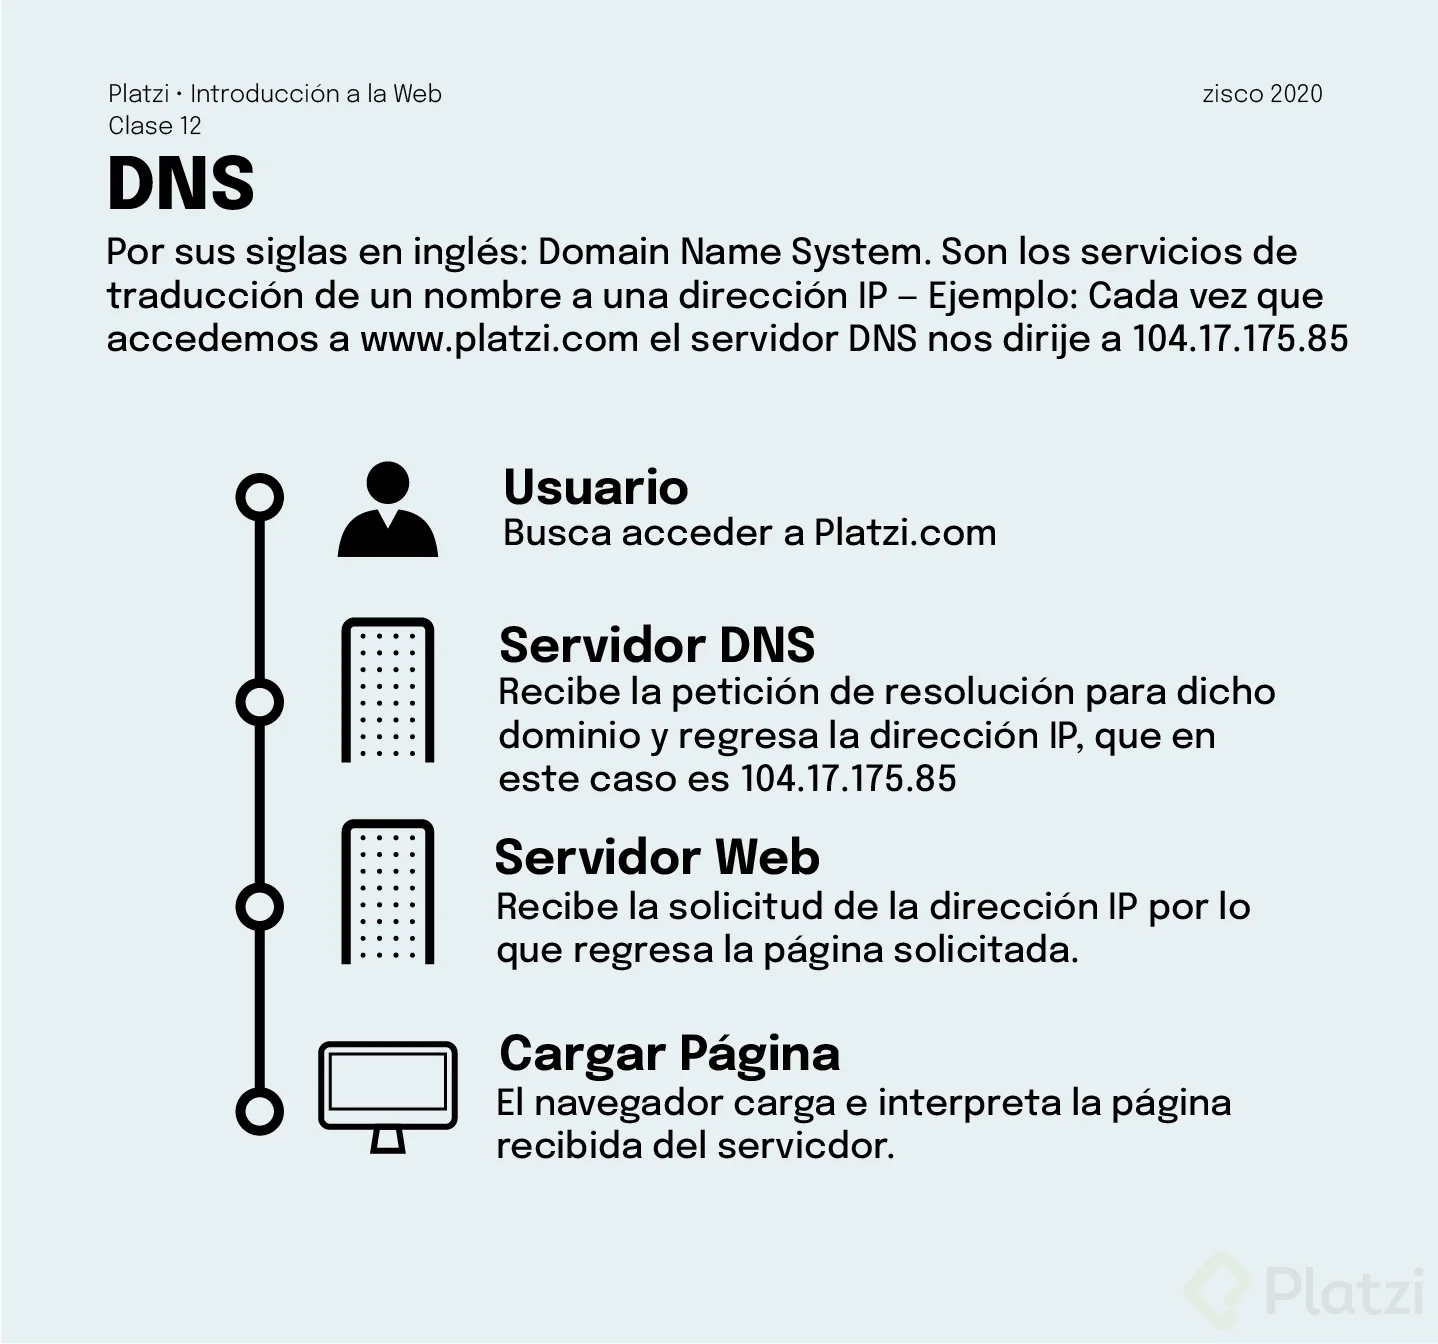 Platzi • Introducción a la Web
zisco 2020
Clase 12
DNS
Por sus siglas en inglés: Domain Name System. Son los servicios de
traducción de un nombre a una dirección IP – Ejemplo: Cada vez que
accedemos a www.platzi.com el servidor DNS nos dirije a 104.17.175.85
Usuario
Busca acceder a Platzi.com
Servidor DNS
Recibe la petición de resolución para dicho
dominio y regresa la dirección IP, que en
este caso es 104.17.175.85
Servidor Web
Recibe la solicitud de la dirección IP por lo
que regresa la página solicitada.
Cargar Página
El navegador carga e interpreta la página
recibida del servicdor.
Platzi